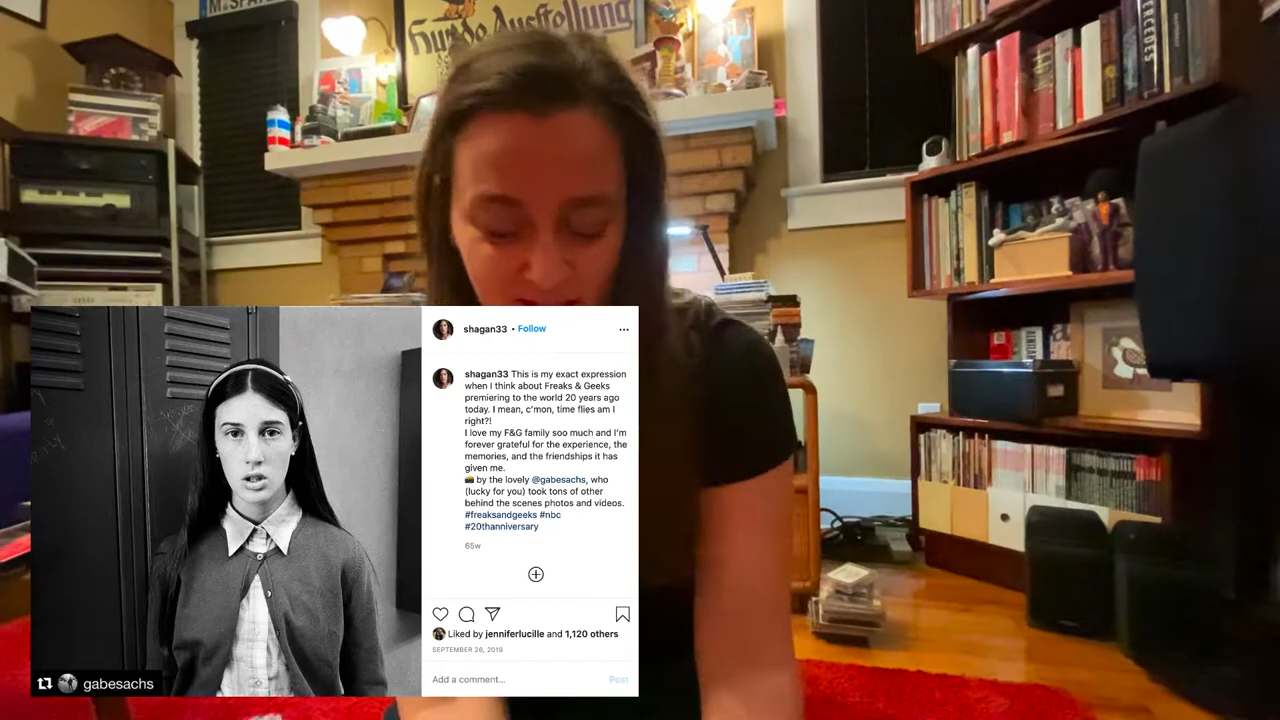 M·SPATE
Hunde Ausstellung
MERCEDES
shagan33 • Follow
shagan33 This is my exact expression
when I think about Freaks & Geeks
premiering to the world 20 years ago
today. I mean, c'mon, time flies am I
right?!
I love my F&G family soo much and I'm
forever grateful for the experience, the
memories, and the friendships it has
given me.
📸 by the lovely @gabesachs, who
(lucky for you) took tons of other
behind the scenes photos and videos.
#freaksandgeeks #nbc
#20thanniversary
65w
Liked by jenniferlucille and 1,120 others
SEPTEMBER 26, 2019
Add a comment...
Post
gabesachs